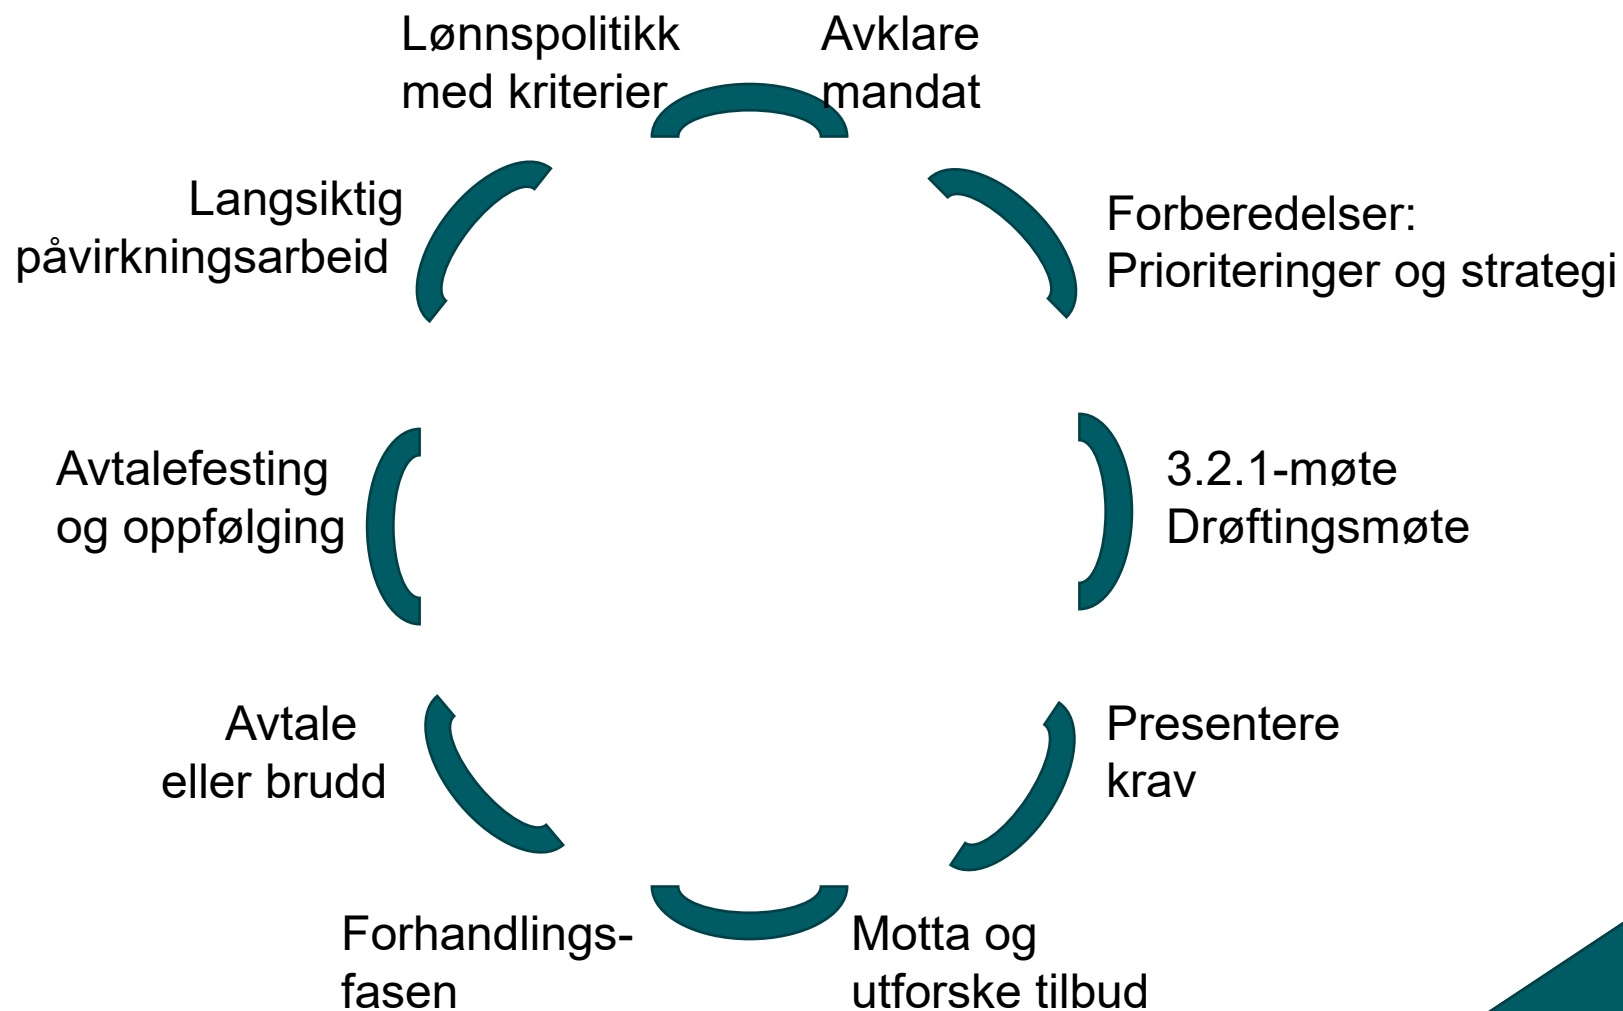 Lønnspolitikk
med kriterier
Avklare
mandat
Forberedelser:
Prioriteringer og strategi
3.2.1-møte
Drøftingsmøte
Presentere
krav
Motta og
utforske tilbud
Forhandlings-
fasen
Avtale
eller brudd
Avtalefesting
og oppfølging
Langsiktig
påvirkningsarbeid